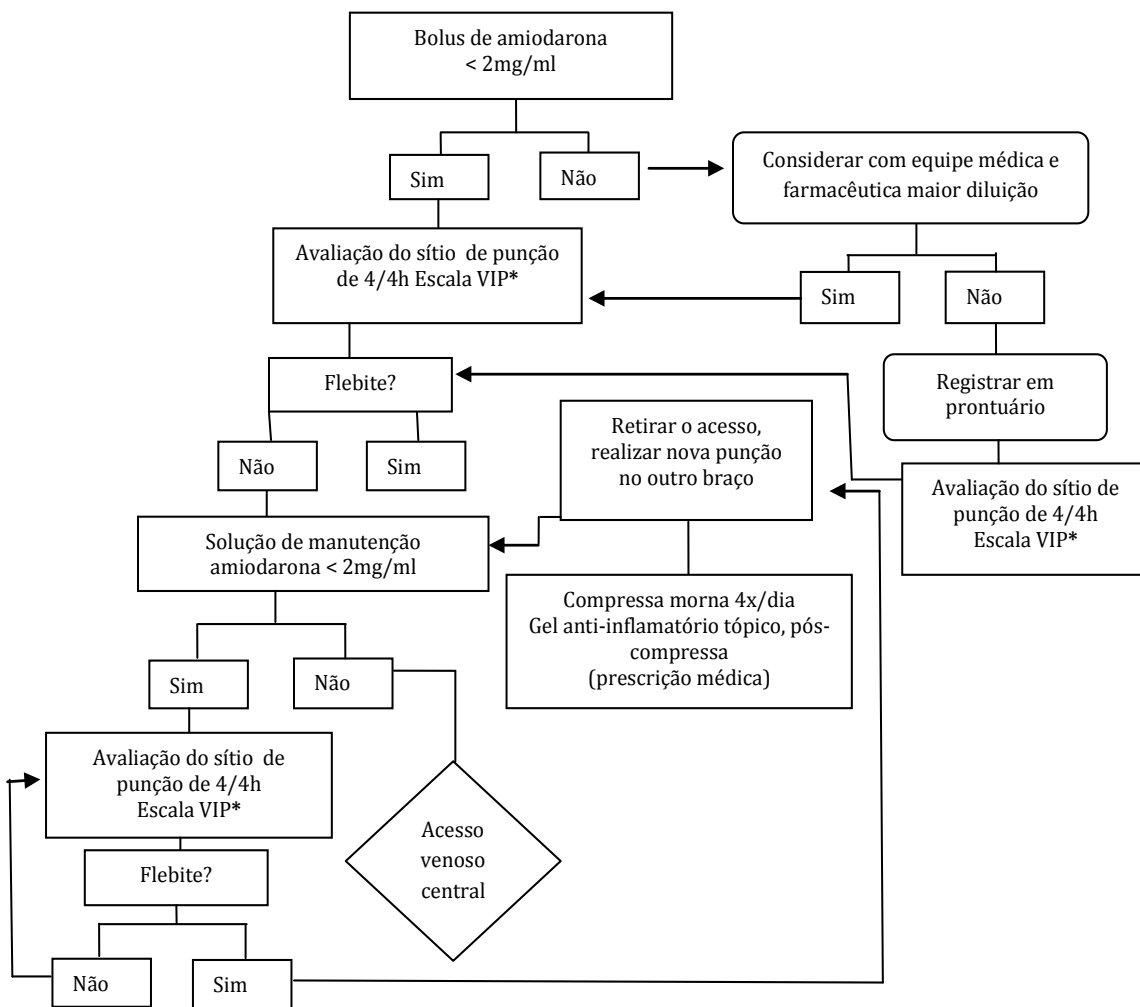 Bolus de amiodarona
< 2mg/ml
Sim
Não
Considerar com equipe médica e
farmacêutica maior diluição
Avaliação do sítio de punção
de 4/4h Escala VIP*
Sim
Não
Flebite?
Registrar em
prontuário
Retirar o acesso,
realizar nova punção
no outro braço
Não
Sim
Avaliação do sítio de
punção de 4/4h
Escala VIP*
Solução de manutenção
amiodarona < 2mg/ml
Compressa morna 4x/dia
Gel anti-inflamatório tópico, pós-
compressa
(prescrição médica)
Sim
Não
Avaliação do sítio de
punção de 4/4h
Escala VIP*
Acesso
venoso
central
Flebite?
Não
Sim